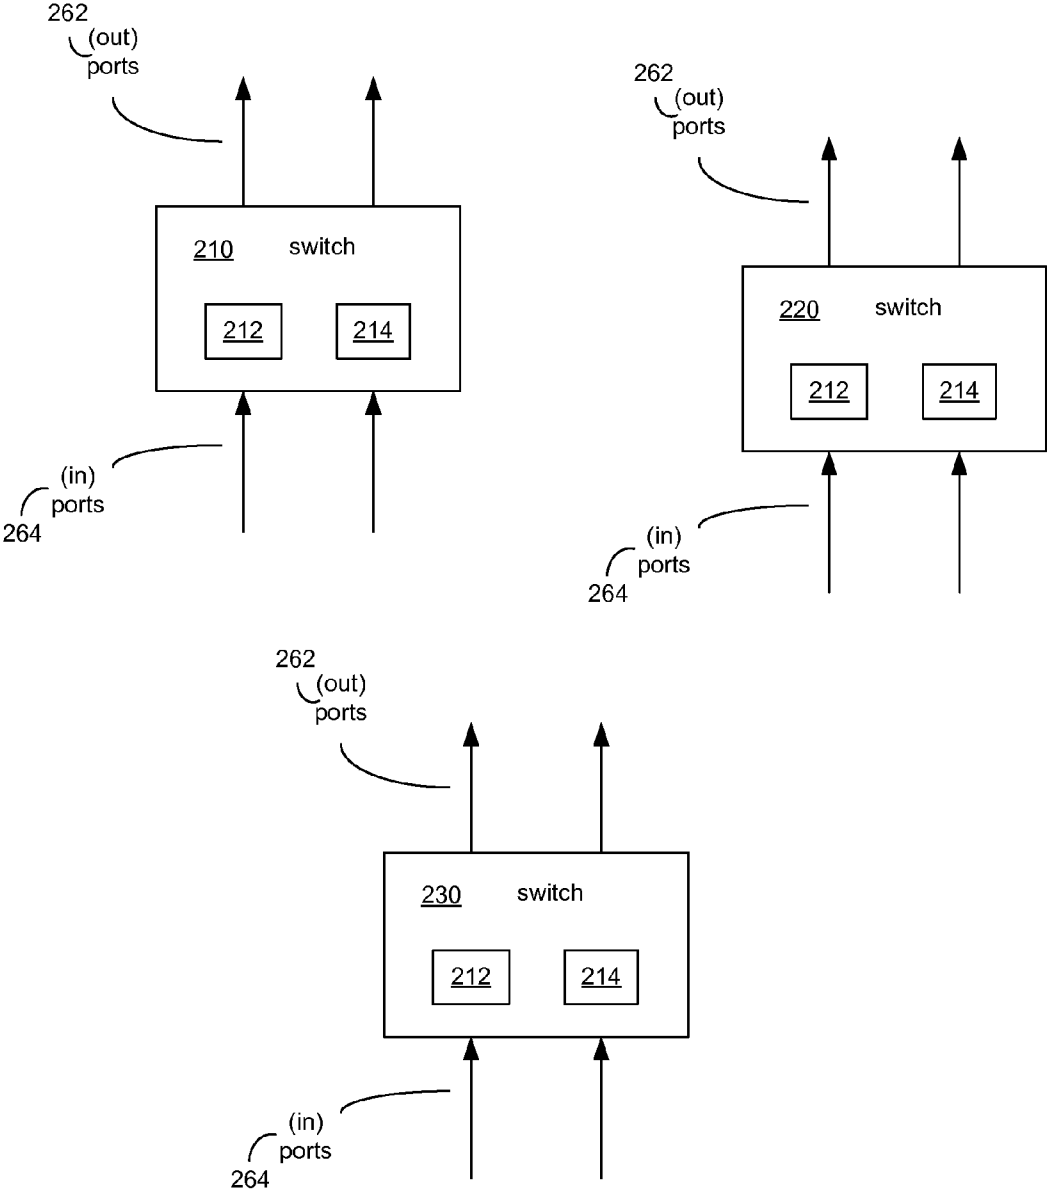 262
(out)
ports
210 switch
212 214
(in)
ports
264
262
(out)
ports
220 switch
212 214
(in)
ports
264
262
(out)
ports
230 switch
212 214
(in)
ports
264